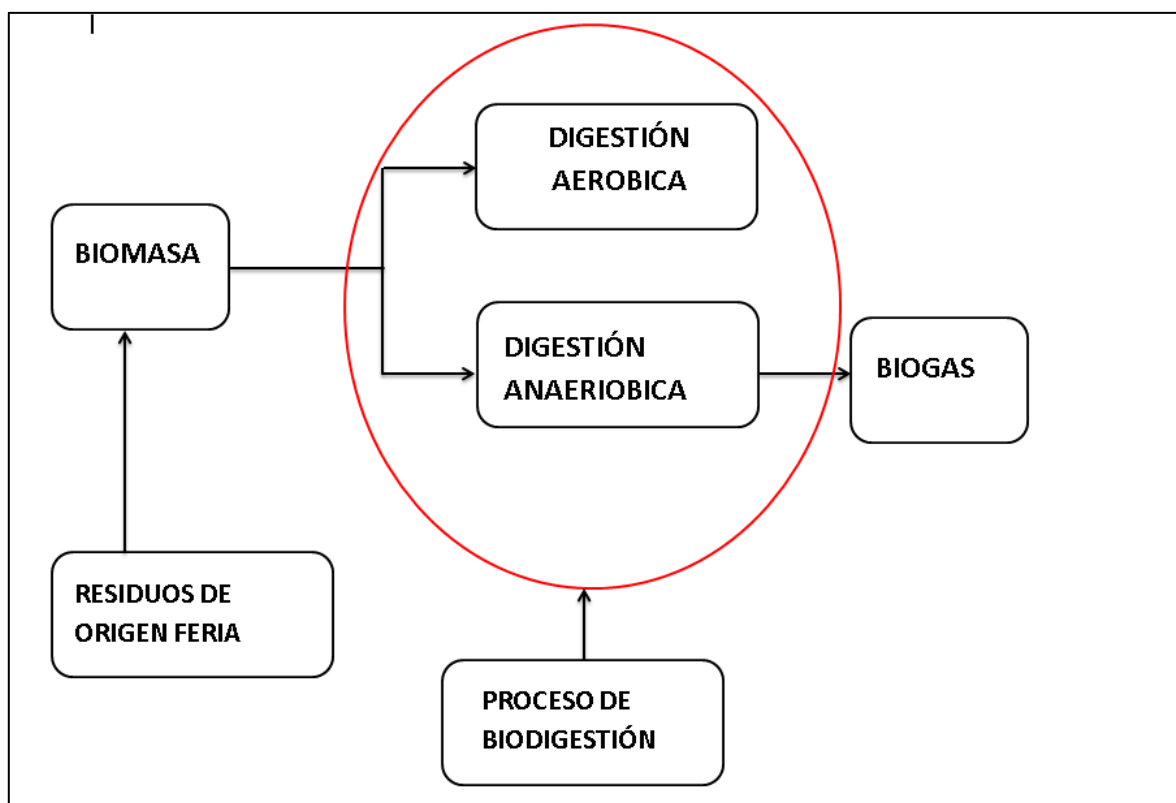 DIGESTIÓN
AEROBICA
BIOMASA
DIGESTIÓN
ANAERIOBICA
BIOGAS
RESIDUOS DE
ORIGEN FERIA
PROCESO DE
BIODIGESTIÓN